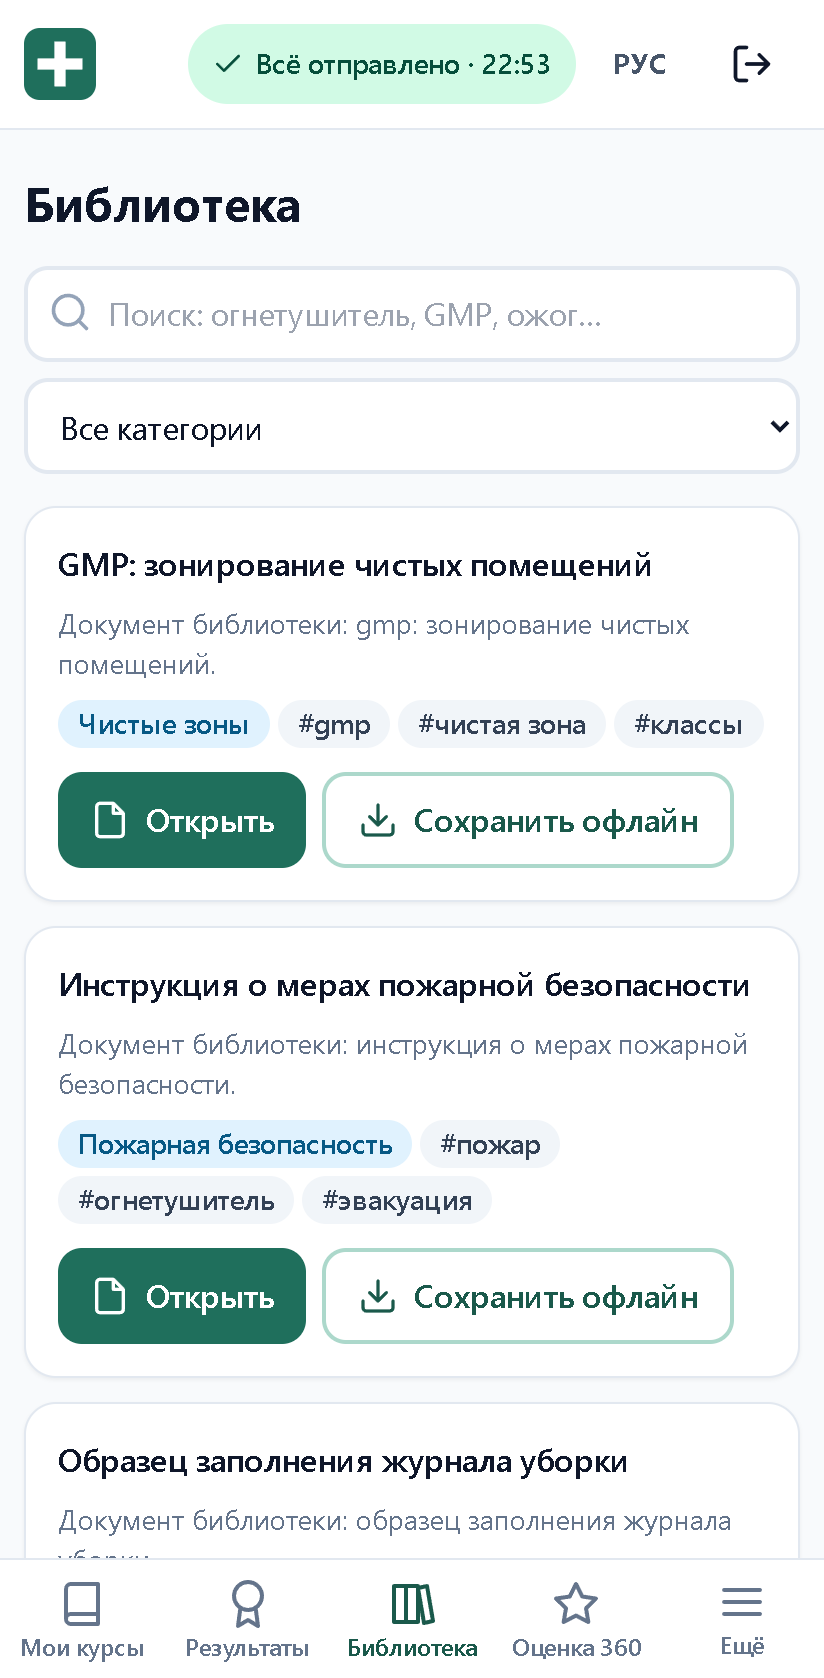 Всё отправлено · 22:53
РУС
Библиотека
Поиск: огнетушитель, GMP, ожог...
Все категории
GMP: зонирование чистых помещений
Документ библиотеки: gmp: зонирование чистых
помещений.
Чистые зоны #gmp #чистая зона #классы
Открыть Сохранить офлайн
Инструкция о мерах пожарной безопасности
Документ библиотеки: инструкция о мерах пожарной
безопасности.
Пожарная безопасность #пожар
#огнетушитель #эвакуация
Открыть Сохранить офлайн
Образец заполнения журнала уборки
Документ библиотеки: образец заполнения журнала
Мои курсы Результаты Библиотека Оценка 360 Ещё